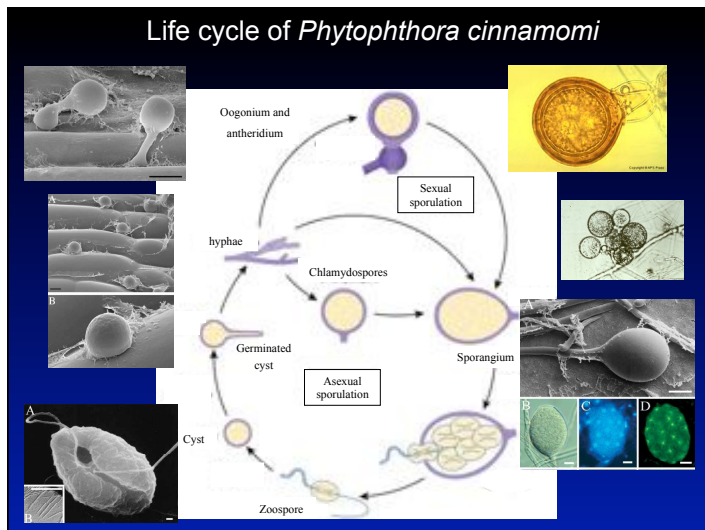 Life cycle of Phytophthora cinnamomi
Oogonium and
antheridium
Sexual
sporulation
hyphae
Chlamydospores
Germinated
cyst
Sporangium
Asexual
sporulation
Cyst
Zoospore
A
B
A
B
A
B
C
D